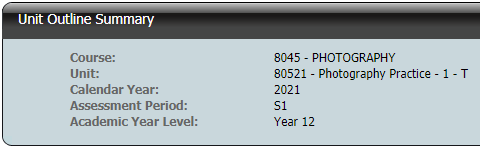 Unit Outline Summary
Course: 8045 - PHOTOGRAPHY
Unit: 80521 - Photography Practice - 1 - T
Calendar Year: 2021
Assessment Period: S1
Academic Year Level: Year 12